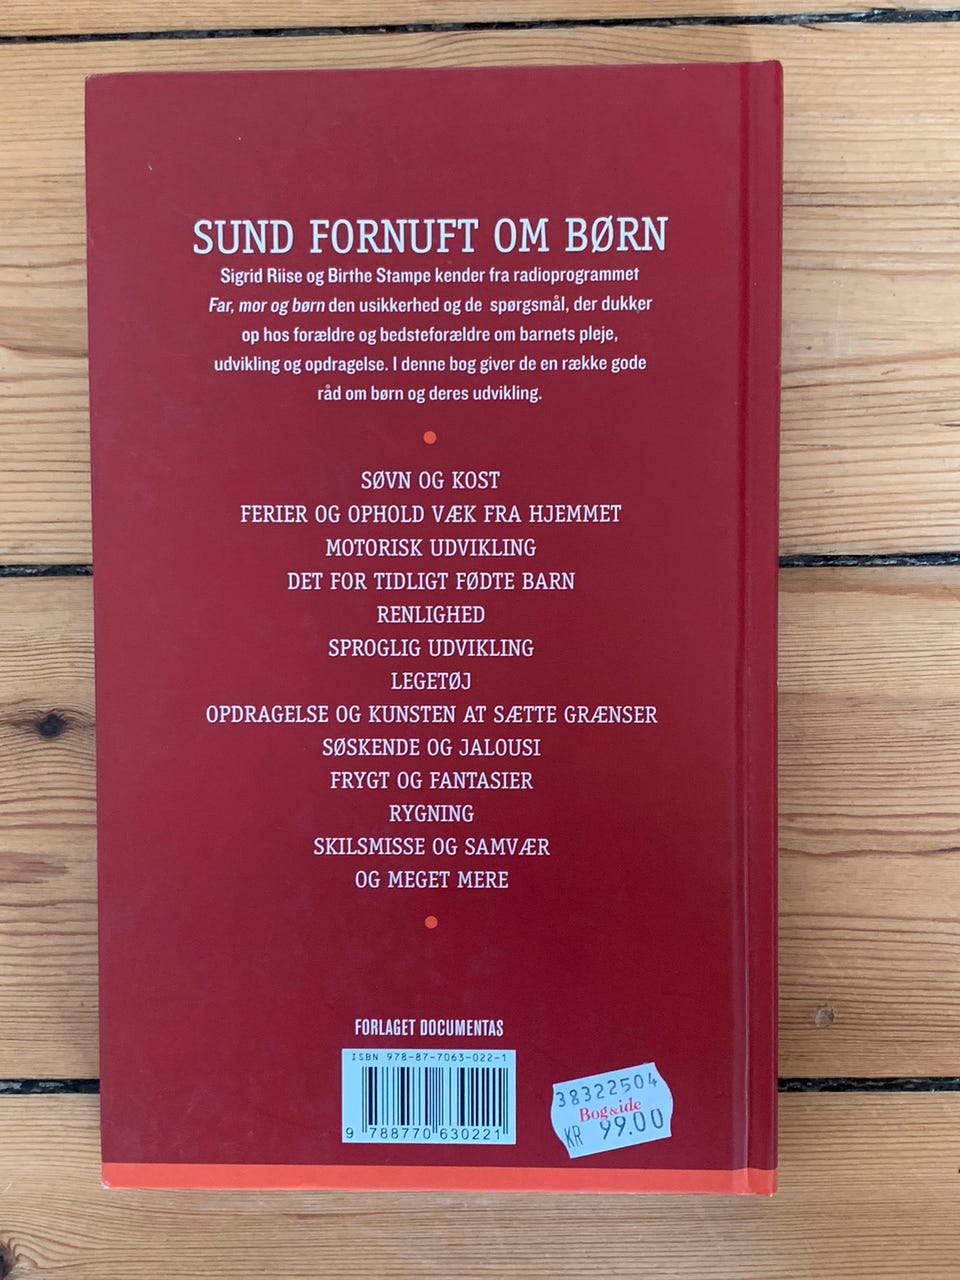 SUND FORNUFT OM BØRN
Sigrid Riise og Birthe Stampe kender fra radioprogrammet
Far, mor og børn den usikkerhed og de spørgsmål, der dukker
op hos forældre og bedsteforældre om barnets pleje,
udvikling og opdragelse. I denne bog giver de en række gode
råd om børn og deres udvikling.
SØVN OG KOST
FERIER OG OPHOLD VÆK FRA HJEMMET
MOTORISK UDVIKLING
DET FOR TIDLIGT FØDTE BARN
RENLIGHED
SPROGLIG UDVIKLING
LEGETØJ
OPDRAGELSE OG KUNSTEN AT SÆTTE GRÆNSER
SØSKENDE OG JALOUSI
FRYGT OG FANTASIER
RYGNING
SKILSMISSE OG SAMVÆR
OG MEGET MERE
FORLAGET DOCUMENTAS
ISBN 978-87-7063-022-1
9 788770 630221
38322504
Bog&ide
KR 99.00